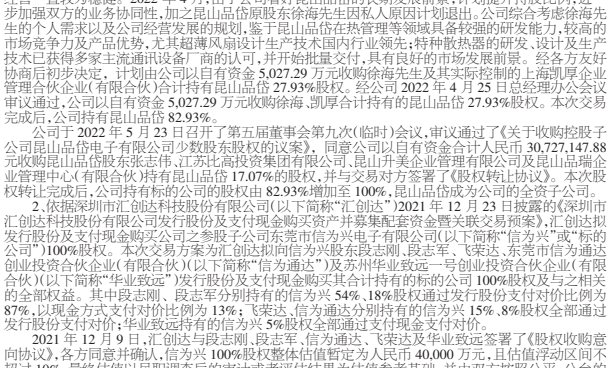 步加强双方的业务协同性,加之昆山品岱原股东徐海先生因私人原因计划退出。公司综合考虑徐海先
生的个人需求以及公司经营发展的规划,鉴于昆山品岱在热管理等领域具备较强的研发能力,较高的
市场竞争力及产品优势,尤其超薄风扇设计生产技术国内行业领先;特种散热器的研发、设计及生产
技术已获得多家主流通讯设备厂商的认可,并开始批量交付,具有良好的市场发展前景。经各方友好
协商后初步决定，计划由公司以自有资金 5,027.29 万元收购徐海先生及其实际控制的上海凯厚企业
管理合伙企业(有限合伙)合计持有昆山品岱 27.93%股权。经公司 2022 年 4 月 25 日总经理办公会议
审议通过,公司以自有资金 5,027.29 万元收购徐海、凯厚合计持有的昆山品岱 27.93%股权。本次交易
完成后,公司持有昆山品岱 82.93%。
公司于 2022 年 5 月 23 日召开了第五届董事会第九次(临时)会议,审议通过了《关于收购控股子
公司昆山品岱电子有限公司少数股东股权的议案》，同意公司以自有资金合计人民币 30,727,147.88
元收购昆山品岱股东张志伟、江苏比高投资集团有限公司、昆山升美企业管理有限公司及昆山品瑞企
业管理中心(有限合伙)持有昆山品岱 17.07%的股权,并与交易对方签署了《股权转让协议》。本次股
权转让完成后,公司持有标的公司的股权由 82.93%增加至 100%,昆山品岱成为公司的全资子公司。
2、依据深圳市汇创达科技股份有限公司(以下简称“汇创达”)2021 年 12 月 23 日披露的《深圳市
汇创达科技股份有限公司发行股份及支付现金购买资产并募集配套资金暨关联交易预案》,汇创达拟
发行股份及支付现金购买公司之参股子公司东莞市信为兴电子有限公司(以下简称“信为兴”或“标的
公司”)100%股权。本次交易方案为汇创达拟向信为兴股东段志刚、段志军、飞荣达、东莞市信为通达
创业投资合伙企业(有限合伙)(以下简称“信为通达”)及苏州华业致远一号创业投资合伙企业(有限
合伙)(以下简称“华业致远”)发行股份及支付现金购买其合计持有的标的公司 100%股权及与之相关
的全部权益。其中段志刚、段志军分别持有的信为兴 54%、18%股权通过发行股份支付对价比例为
87%,以现金方式支付对价比例为 13%;飞荣达、信为通达分别持有的信为兴 15%、8%股权全部通过
发行股份支付对价;华业致远持有的信为兴 5%股权全部通过支付现金支付对价。
2021 年 12 月 9 日,汇创达与段志刚、段志军、信为通达、飞荣达及华业致远签署了《股权收购意
向协议》,各方同意并确认,信为兴 100%股权整体估值暂定为人民币 40,000 万元,且估值浮动区间不